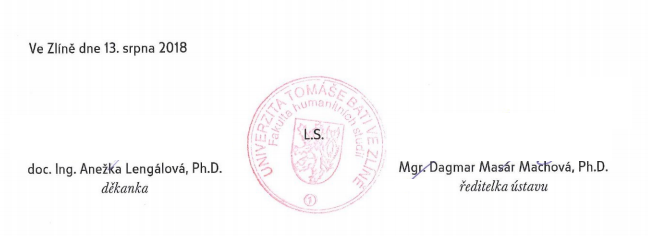 Ve Zlíně dne 13. srpna 2018
UNIVERZITA TOMÁŠE BATI VE ZLÍNĚ
Fakulta humanitních studií
L.S.
doc. Ing. Anežka Lengálová, Ph.D.
děkanka
Mgr. Dagmar Masár Machová, Ph.D.
ředitelka ústavu